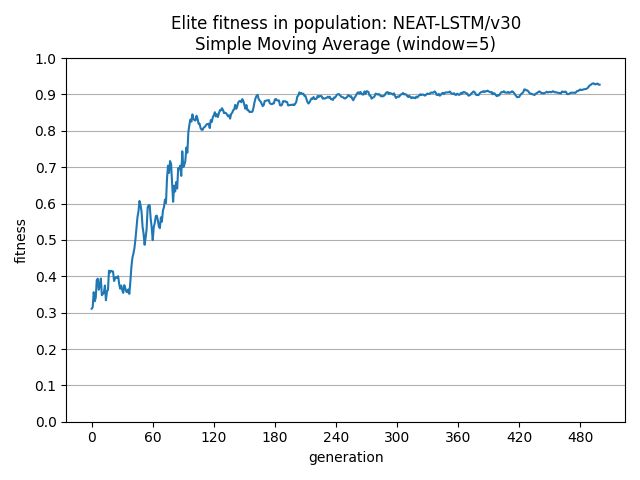 Elite fitness in population: NEAT-LSTM/v30
Simple Moving Average (window=5)
1.0
0.9
0.8
0.7
0.6
0.5
0.4
0.3
0.2
0.1
0.0
fitness
0 60 120 180 240 300 360 420 480
generation